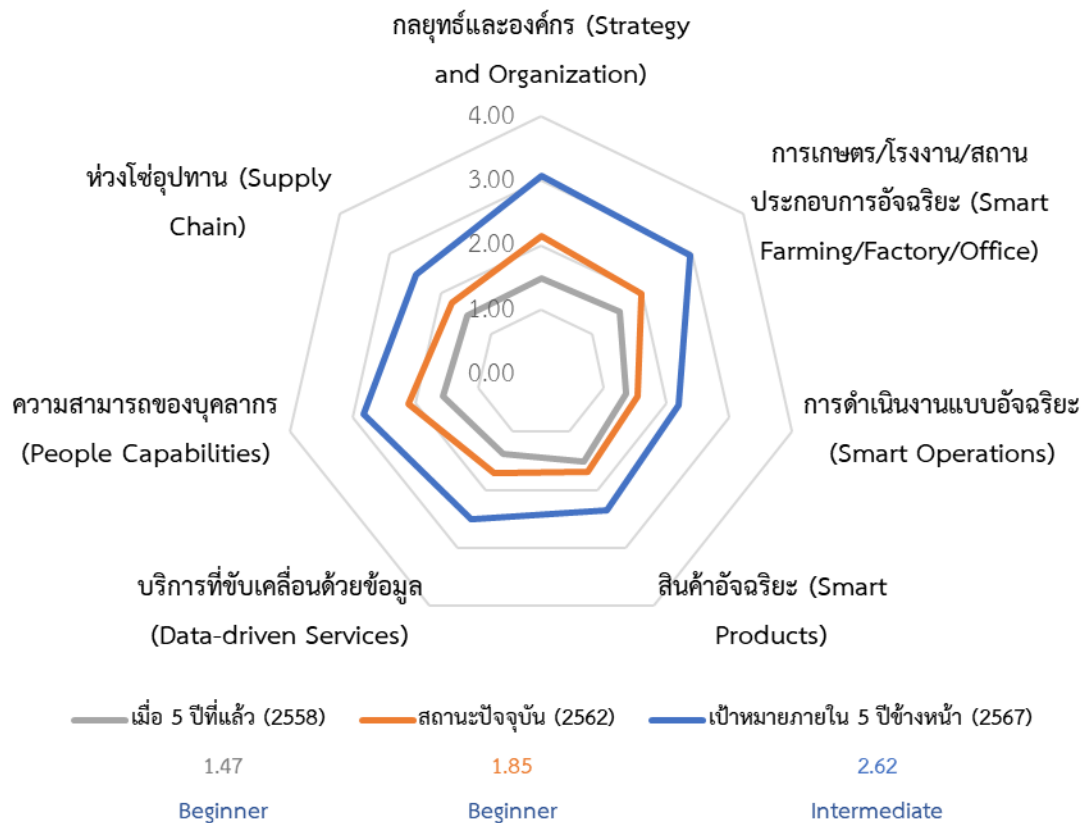 กลยุทธ์และองค์กร (Strategy
and Organization)
4.00
3.00
2.00
1.00
0.00
การเกษตร/โรงงาน/สถาน
ประกอบการอัจฉริยะ (Smart
Farming/Factory/Office)
ห่วงโซ่อุปทาน (Supply
Chain)
ความสามารถของบุคลากร
(People Capabilities)
การดำเนินงานแบบอัจฉริยะ
(Smart Operations)
บริการที่ขับเคลื่อนด้วยข้อมูล
(Data-driven Services)
สินค้าอัจฉริยะ (Smart
Products)
เมื่อ 5 ปีที่แล้ว (2558)
สถานะปัจจุบัน (2562)
เป้าหมายภายใน 5 ปีข้างหน้า (2567)
1.47
1.85
2.62
Beginner
Beginner
Intermediate